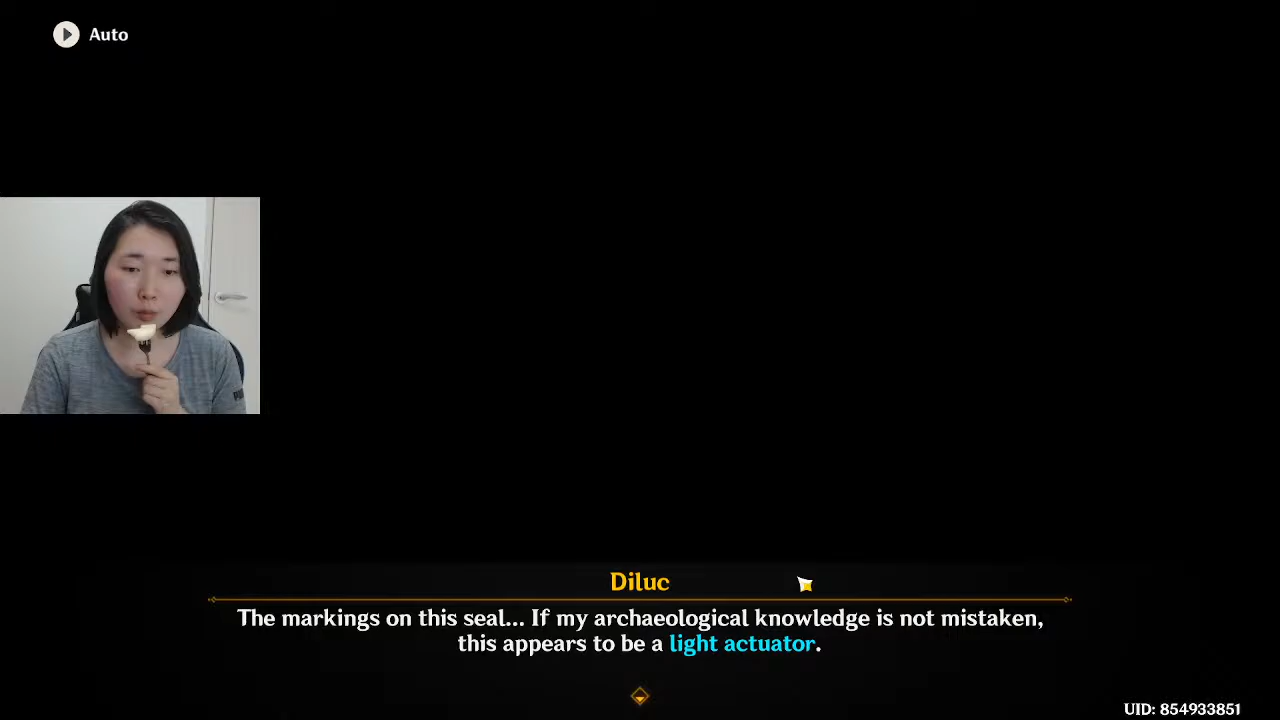 Auto
Diluc
The markings on this seal... If my archaeological knowledge is not mistaken,
this appears to be a light actuator.
UID: 854933851